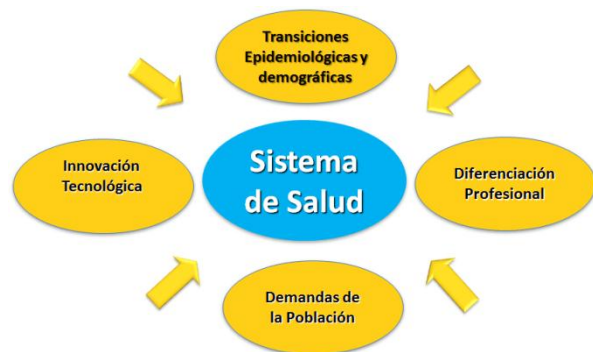 Transiciones
Epidemiológicas y
demográficas
Innovación
Tecnológica
Sistema
de Salud
Diferenciación
Profesional
Demandas de
la Población